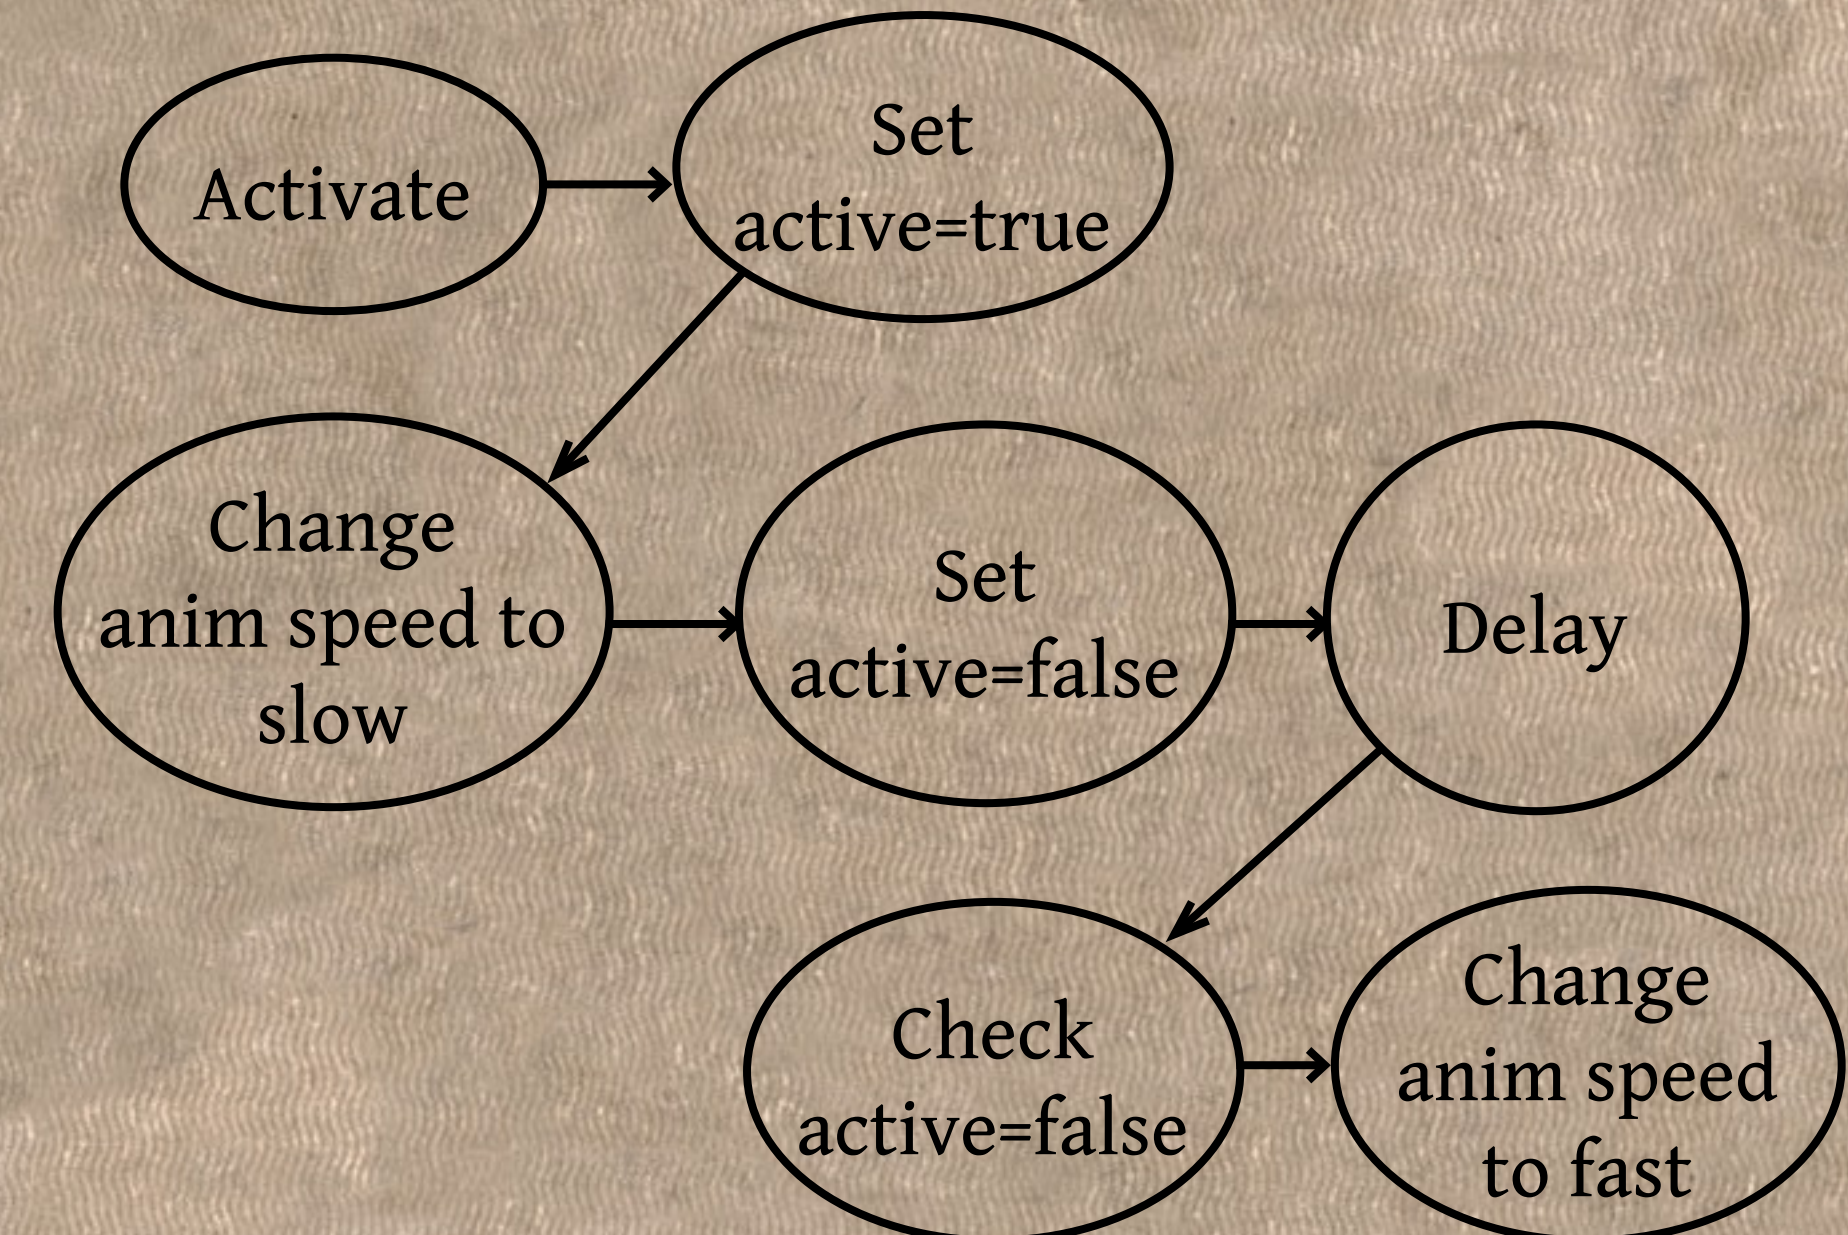 Activate
Set
active=true
Change
anim speed to
slow
Set
active=false
Delay
Check
active=false
Change
anim speed
to fast